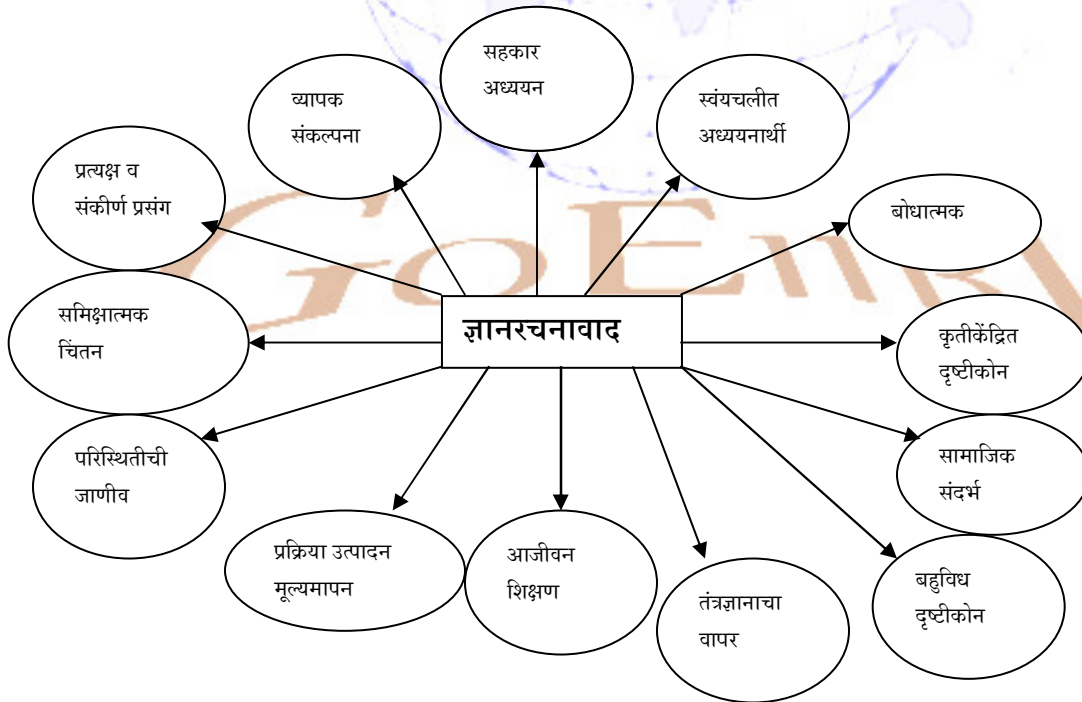 सहकार
अध्ययन
व्यापक
संकल्पना
स्वंयचलीत
अध्ययनार्थी
प्रत्यक्ष व
संकीर्ण प्रसंग
बोधात्मक
समिक्षात्मक
चिंतन
ज्ञानरचनावाद
कृतीकेंद्रित
दृष्टीकोन
परिस्थितीची
जाणीव
सामाजिक
संदर्भ
प्रक्रिया उत्पादन
मूल्यमापन
आजीवन
शिक्षण
तंत्रज्ञानाचा
वापर
बहुविध
दृष्टीकोन